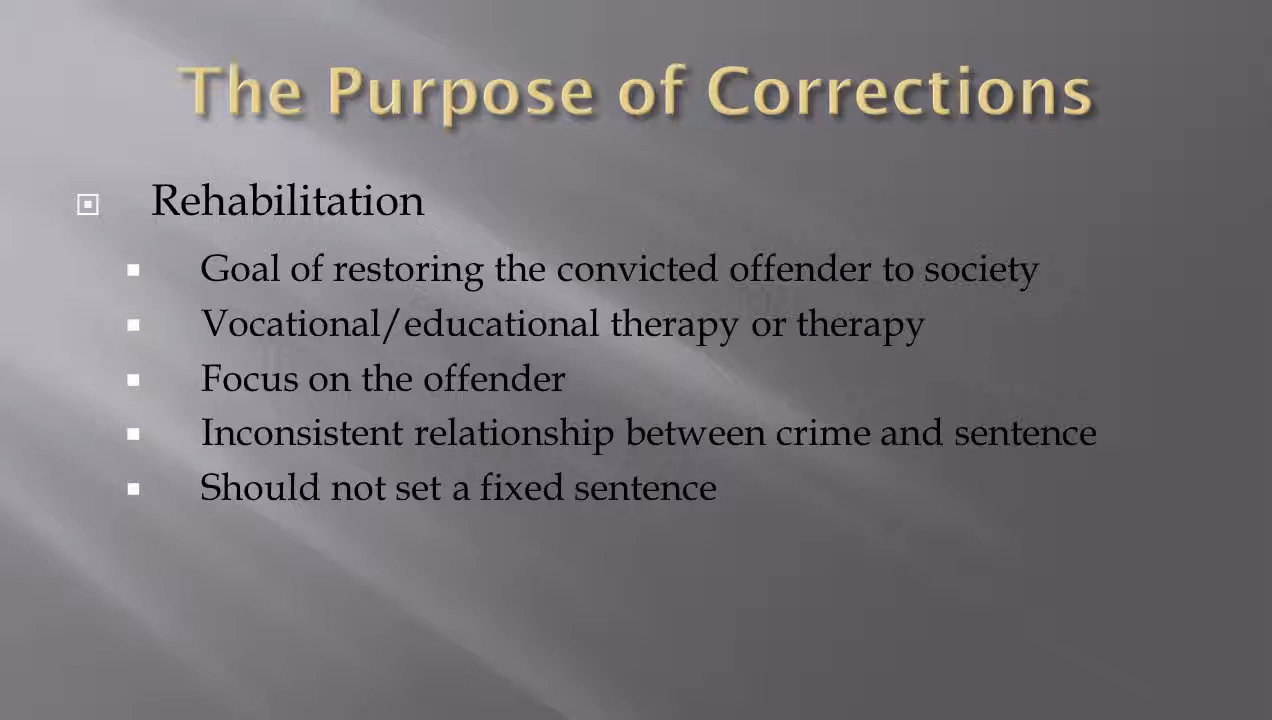 The Purpose of Corrections
Rehabilitation
Goal of restoring the convicted offender to society
Vocational/educational therapy or therapy
Focus on the offender
Inconsistent relationship between crime and sentence
Should not set a fixed sentence